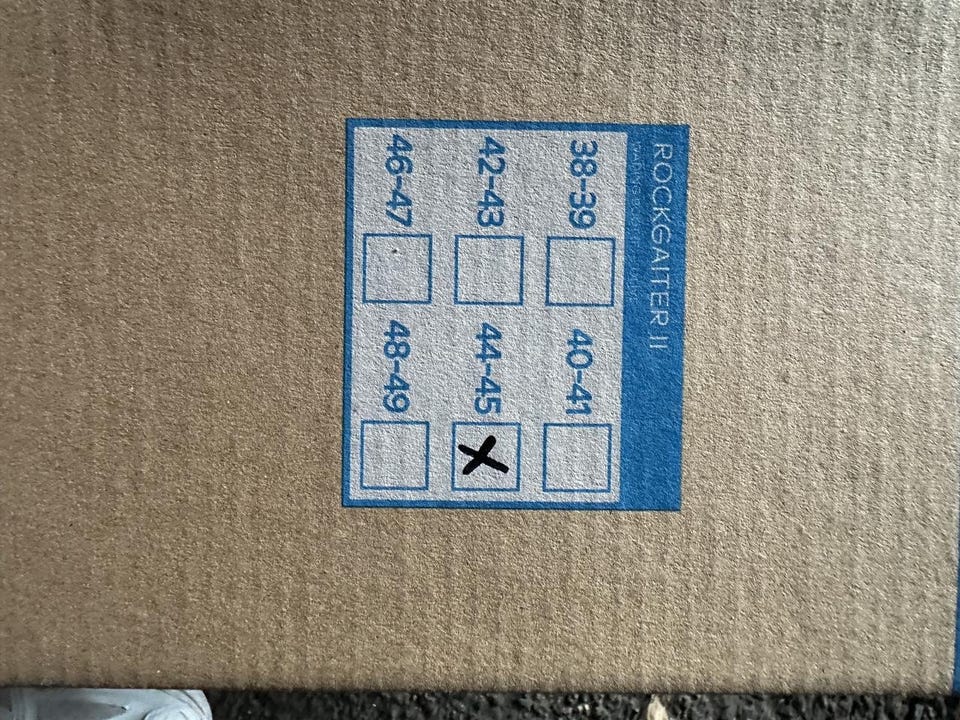 ROCKGAITER II
38-39 40-41
42-43 44-45 X
46-47 48-49